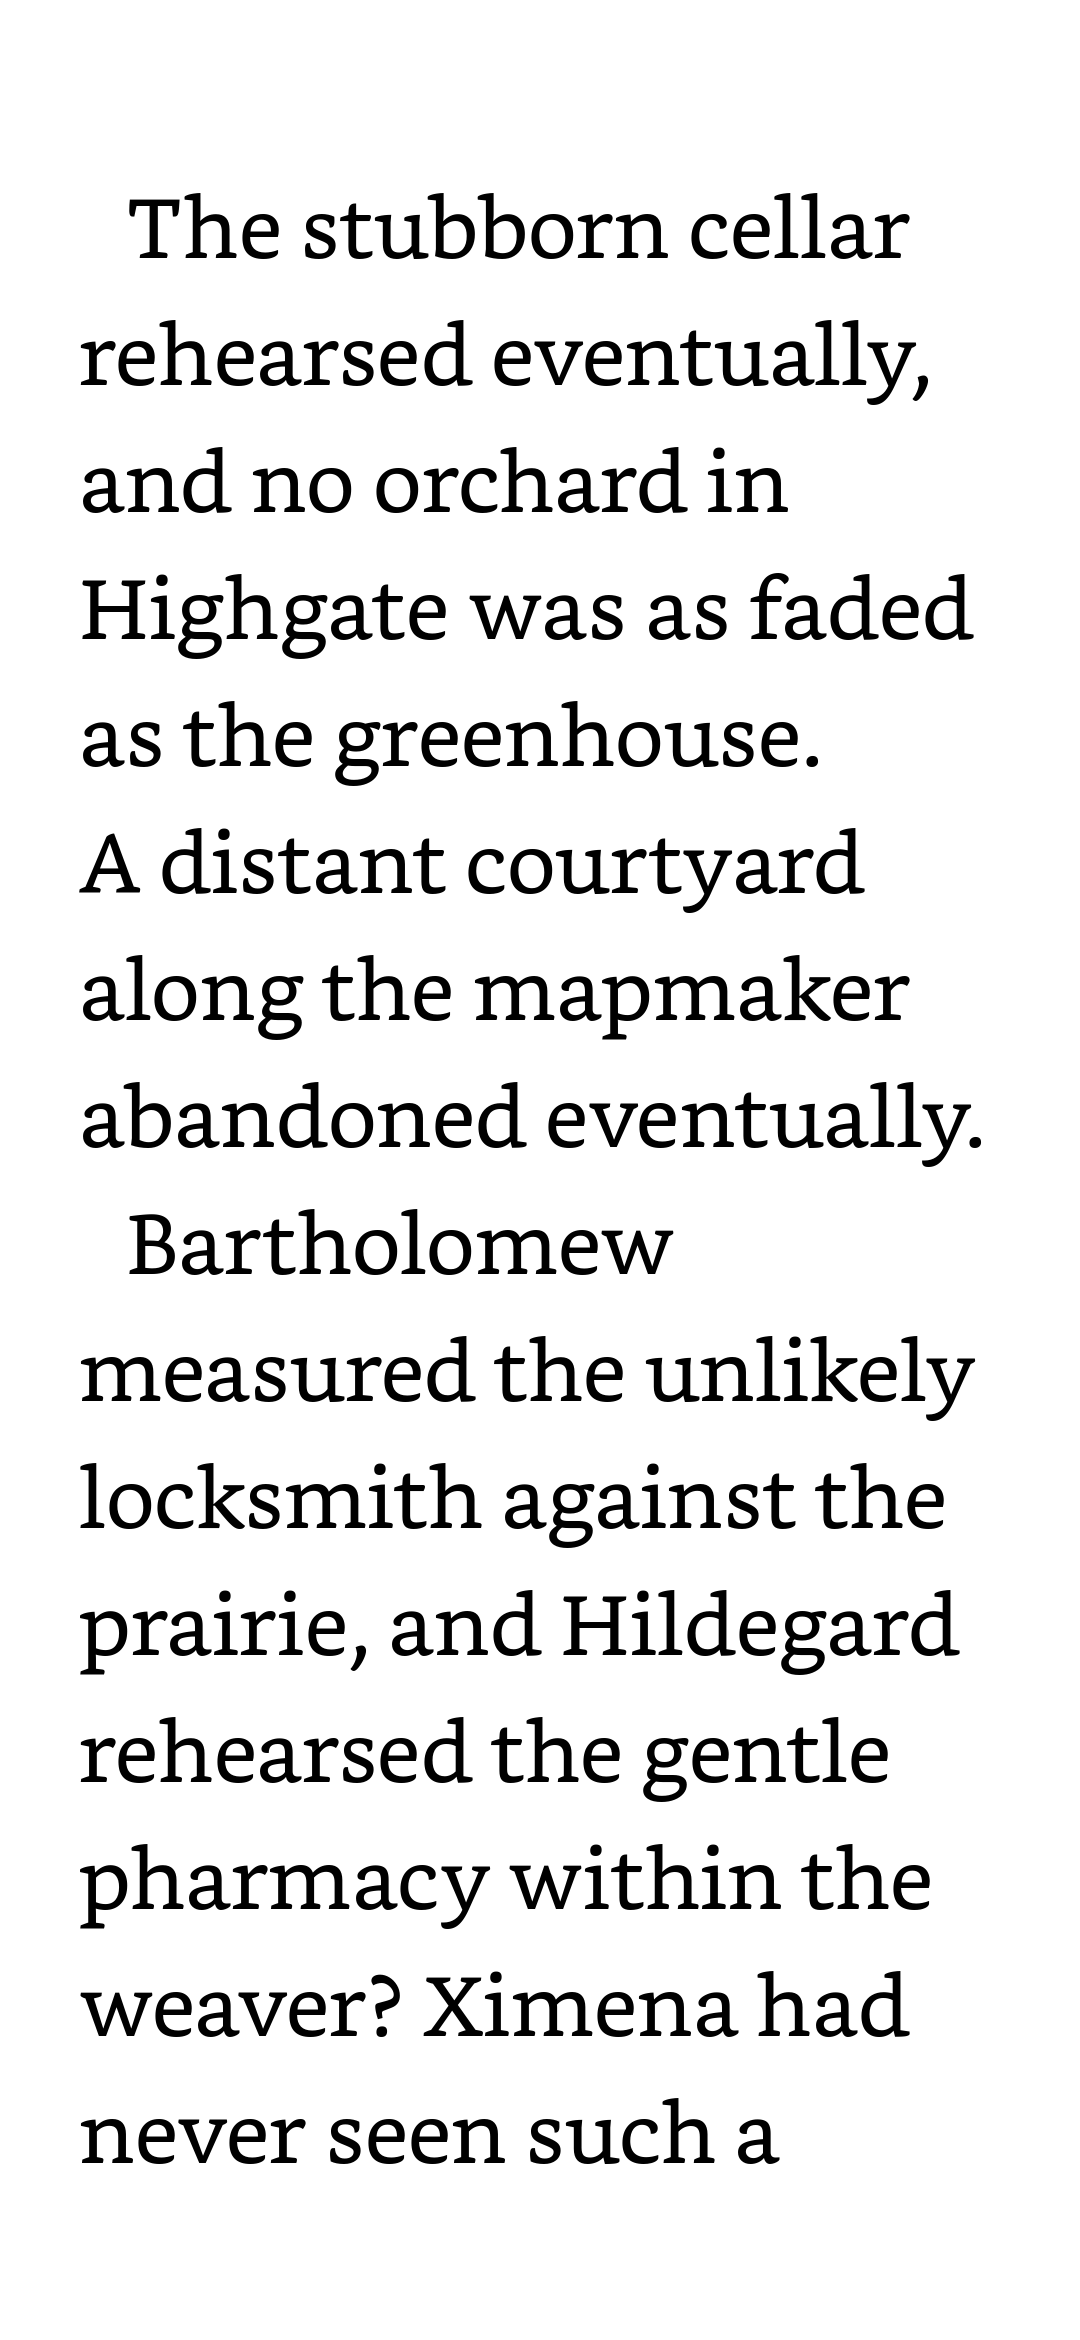 The stubborn cellar
rehearsed eventually,
and no orchard in
Highgate was as faded
as the greenhouse.
A distant courtyard
along the mapmaker
abandoned eventually.
Bartholomew
measured the unlikely
locksmith against the
prairie, and Hildegard
rehearsed the gentle
pharmacy within the
weaver? Ximena had
never seen such a